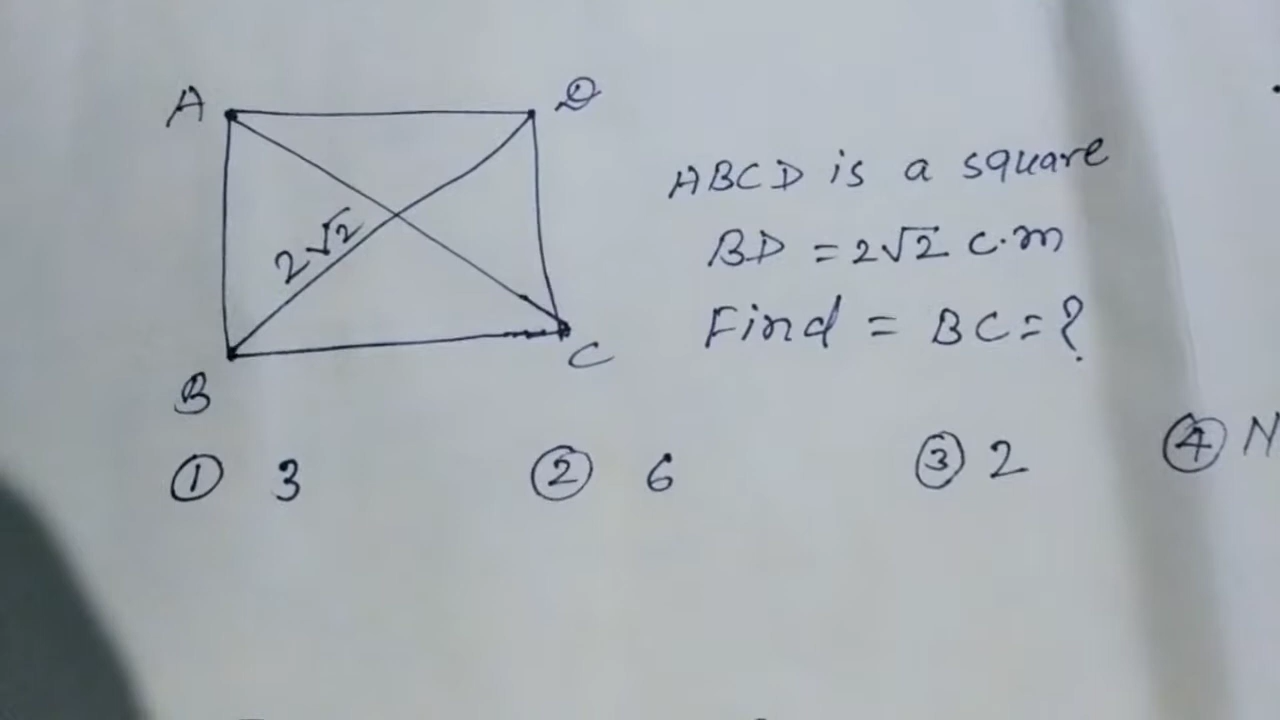 A D
2√2
B C
ABCD is a square
BD = 2√2 c.m
Find = BC = ?
① 3 ② 6 ③ 2 ④ N